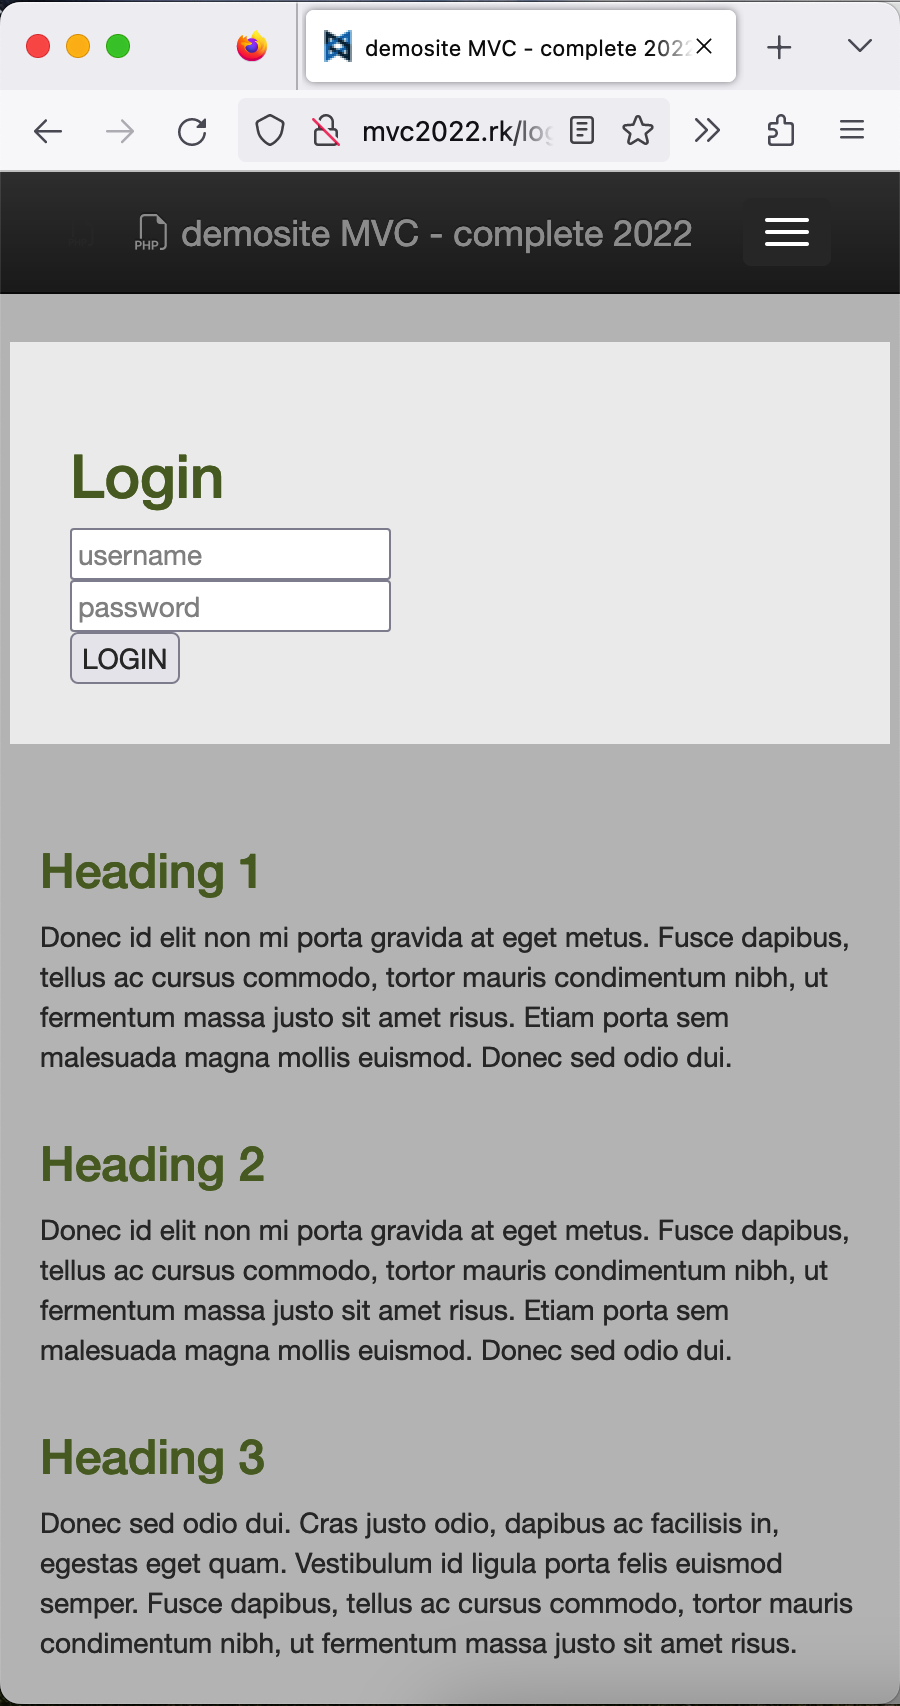 demosite MVC - complete 2022
mvc2022.rk/log
PHP demosite MVC - complete 2022
Login
username
password
LOGIN
Heading 1
Donec id elit non mi porta gravida at eget metus. Fusce dapibus,
tellus ac cursus commodo, tortor mauris condimentum nibh, ut
fermentum massa justo sit amet risus. Etiam porta sem
malesuada magna mollis euismod. Donec sed odio dui.
Heading 2
Donec id elit non mi porta gravida at eget metus. Fusce dapibus,
tellus ac cursus commodo, tortor mauris condimentum nibh, ut
fermentum massa justo sit amet risus. Etiam porta sem
malesuada magna mollis euismod. Donec sed odio dui.
Heading 3
Donec sed odio dui. Cras justo odio, dapibus ac facilisis in,
egestas eget quam. Vestibulum id ligula porta felis euismod
semper. Fusce dapibus, tellus ac cursus commodo, tortor mauris
condimentum nibh, ut fermentum massa justo sit amet risus.